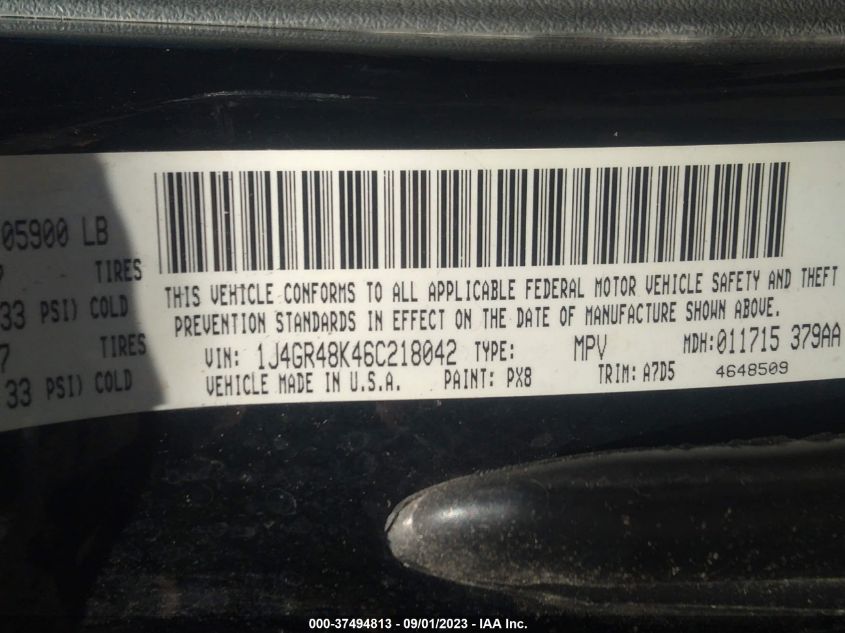 05900 LB
7 TIRES
33 PSI) COLD
7 TIRES
33 PSI) COLD
THIS VEHICLE CONFORMS TO ALL APPLICABLE FEDERAL MOTOR VEHICLE SAFETY AND THEFT
PREVENTION STANDARDS IN EFFECT ON THE DATE OF MANUFACTURE SHOWN ABOVE.
VIN: 1J4GR48K46C218042 TYPE: MPV MDH:011715 379AA
VEHICLE MADE IN U.S.A. PAINT: PX8 TRIM: A7D5 4648509
000-37494813 - 09/01/2023 - IAA Inc.